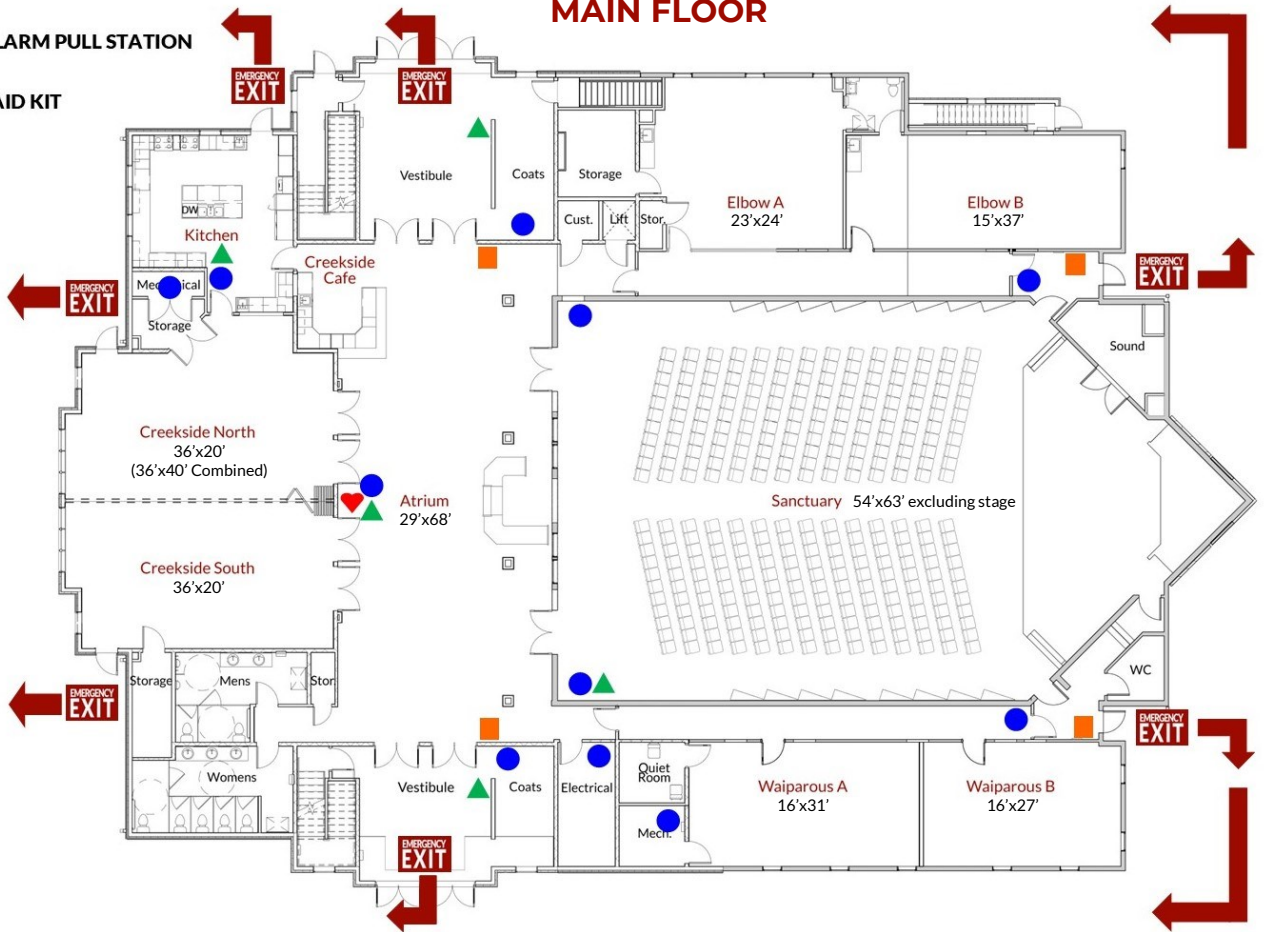 MAIN FLOOR
LARM PULL STATION
AID KIT
EMERGENCY
EXIT
EMERGENCY
EXIT
Vestibule
Coats
Storage
Cust.
Lift
Stor.
Elbow A
23'x24'
Elbow B
15'x37'
DW
Kitchen
Mechanical
Storage
Creekside
Cafe
EMERGENCY
EXIT
EMERGENCY
EXIT
Sound
Creekside North
36'x20'
(36'x40' Combined)
Atrium
29'x68'
Sanctuary 54'x63' excluding stage
Creekside South
36'x20'
Storage
Mens
Stor
WC
EMERGENCY
EXIT
EMERGENCY
EXIT
Womens
Vestibule
Coats
Electrical
Quiet
Room
Mech.
Waiparous A
16'x31'
Waiparous B
16'x27'
EMERGENCY
EXIT